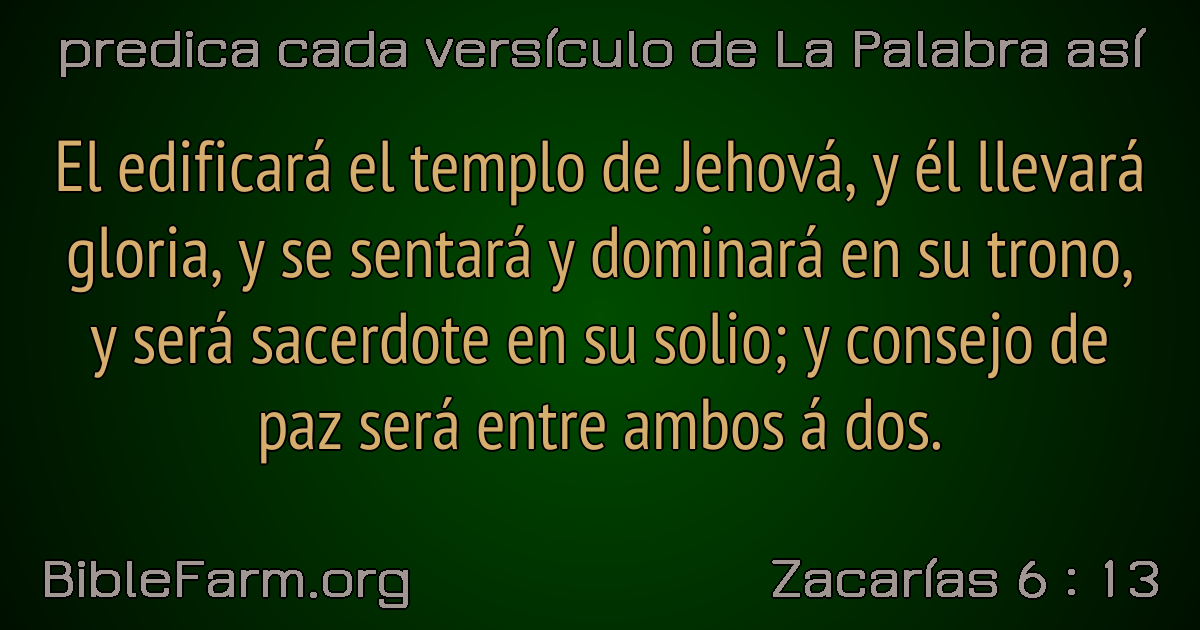 predica cada versículo de La Palabra así
El edificará el templo de Jehová, y él llevará
gloria, y se sentará y dominará en su trono,
y será sacerdote en su solio; y consejo de
paz será entre ambos á dos.
BibleFarm.org
Zacarías 6 : 13